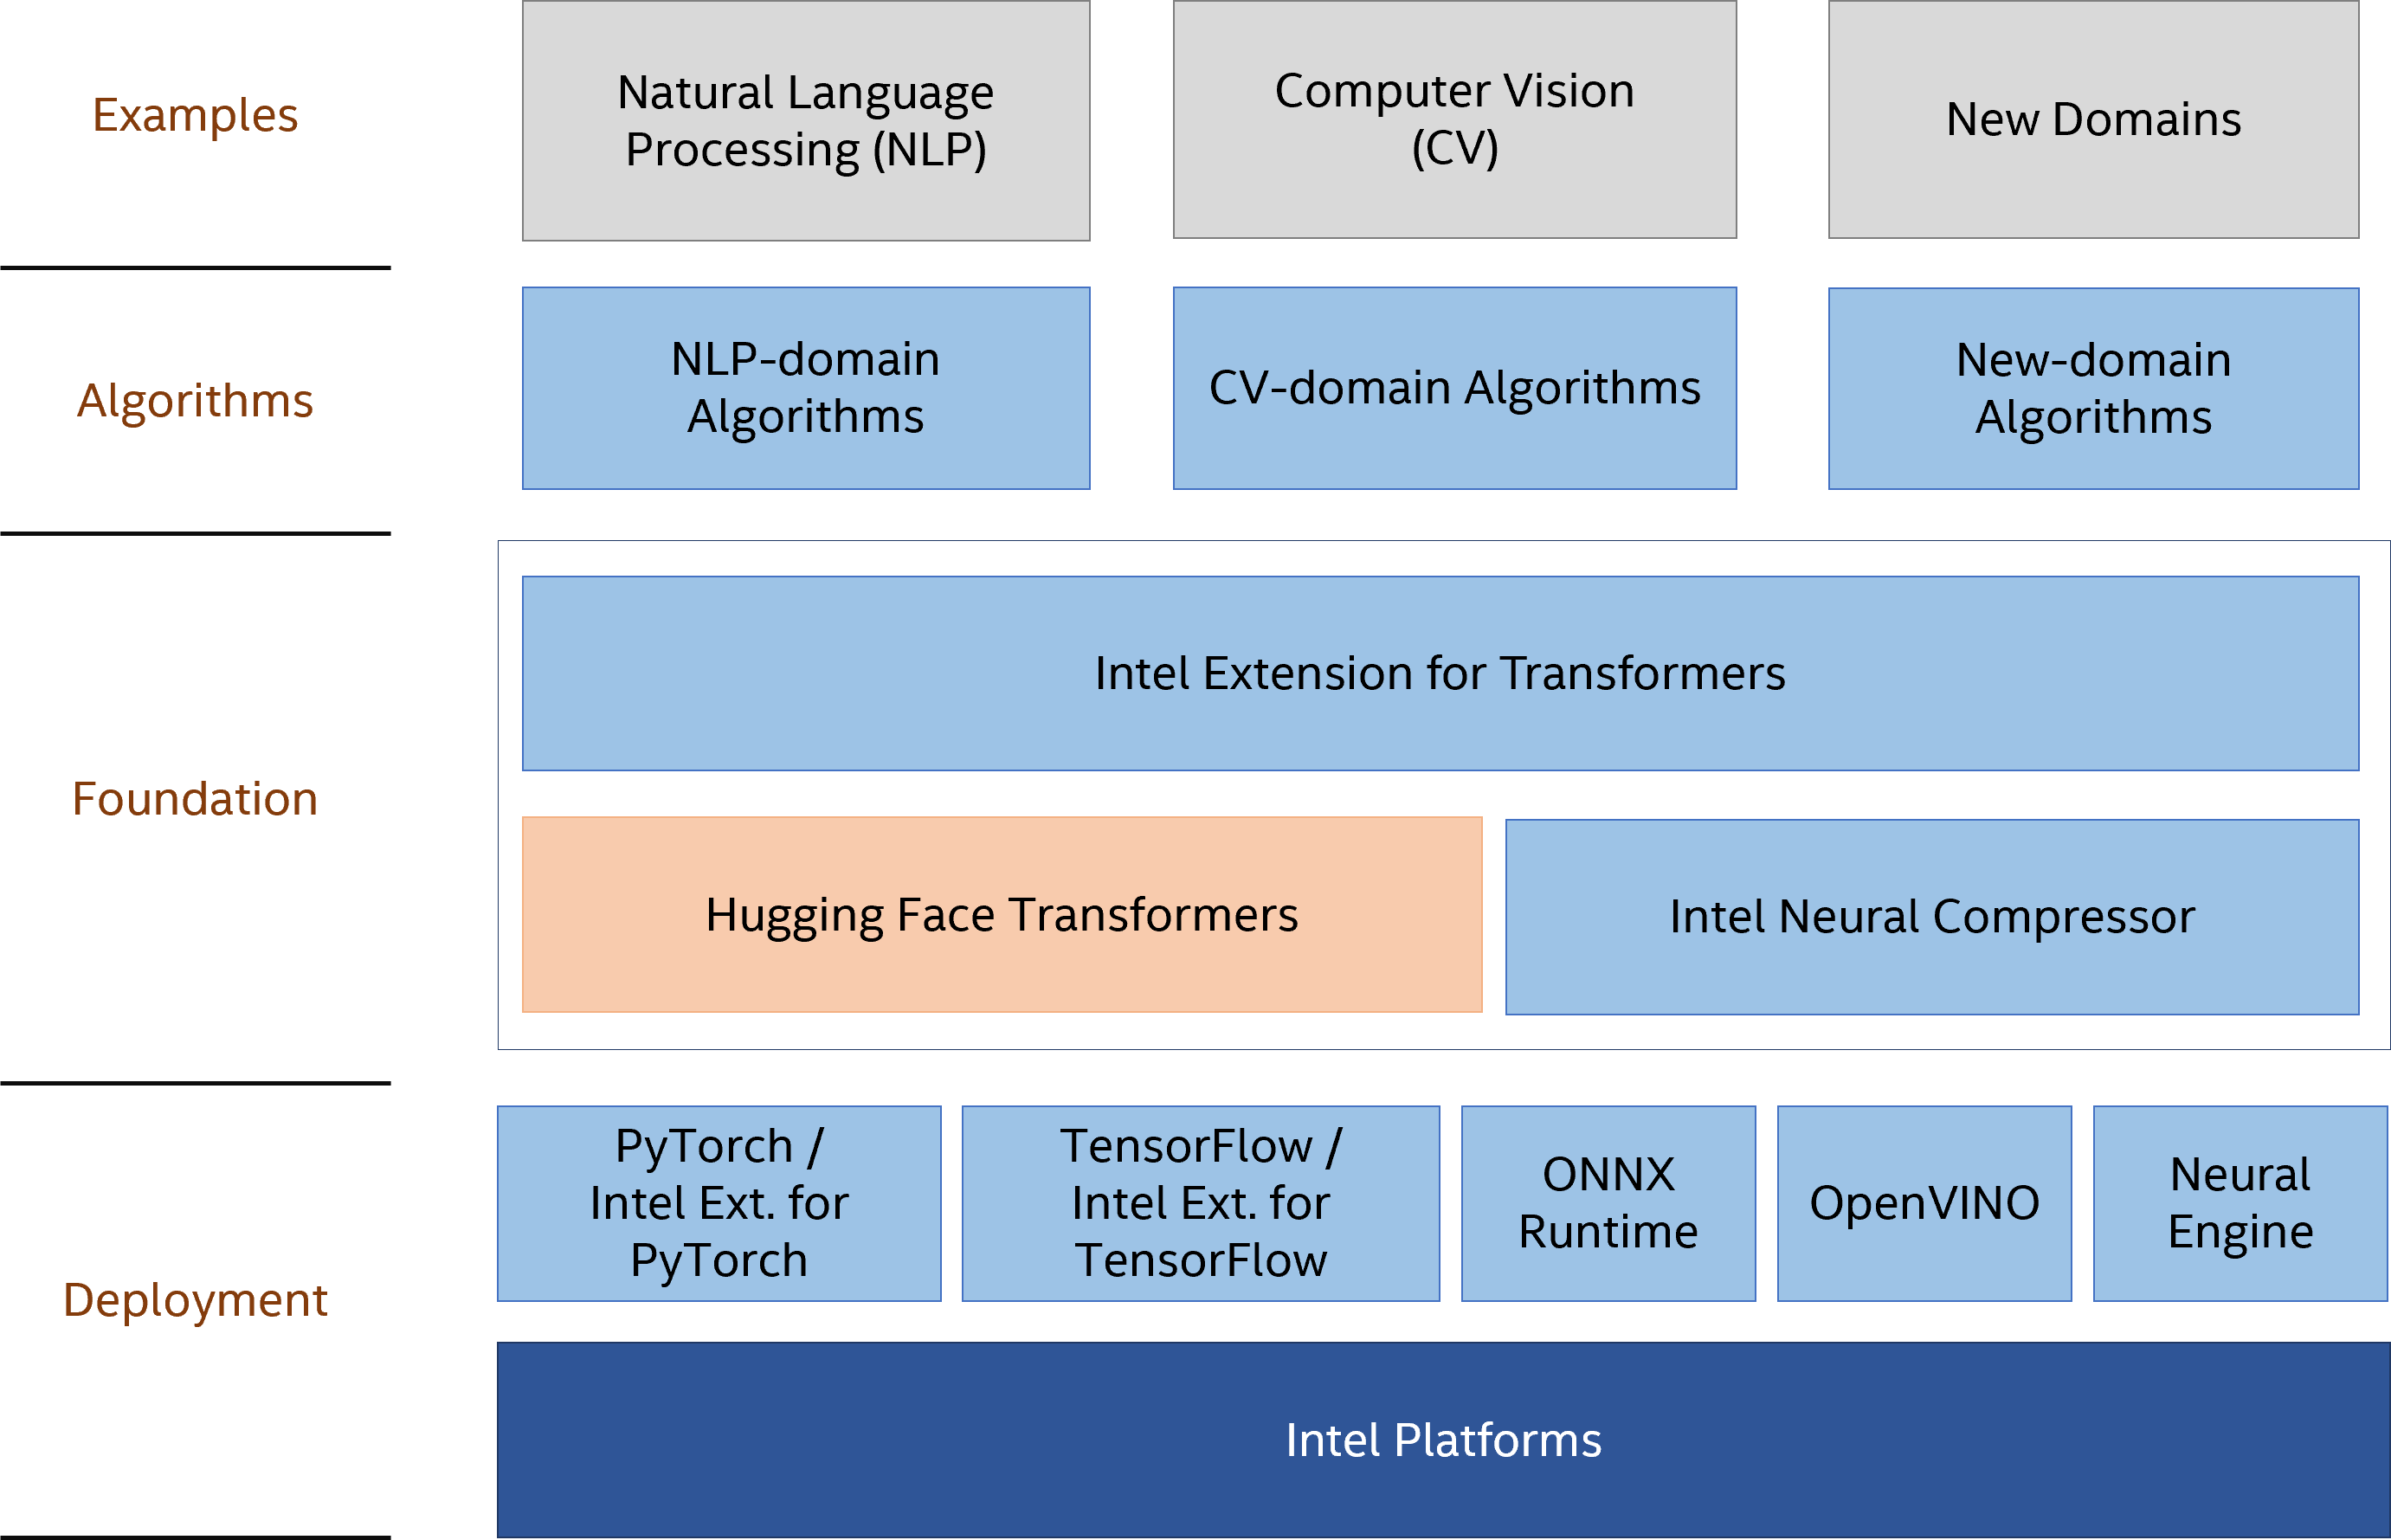 Examples
Natural Language
Processing (NLP)
Computer Vision
(CV)
New Domains
Algorithms
NLP-domain
Algorithms
CV-domain Algorithms
New-domain
Algorithms
Foundation
Intel Extension for Transformers
Hugging Face Transformers
Intel Neural Compressor
Deployment
PyTorch /
Intel Ext. for
PyTorch
TensorFlow /
Intel Ext. for
TensorFlow
ONNX
Runtime
OpenVINO
Neural
Engine
Intel Platforms